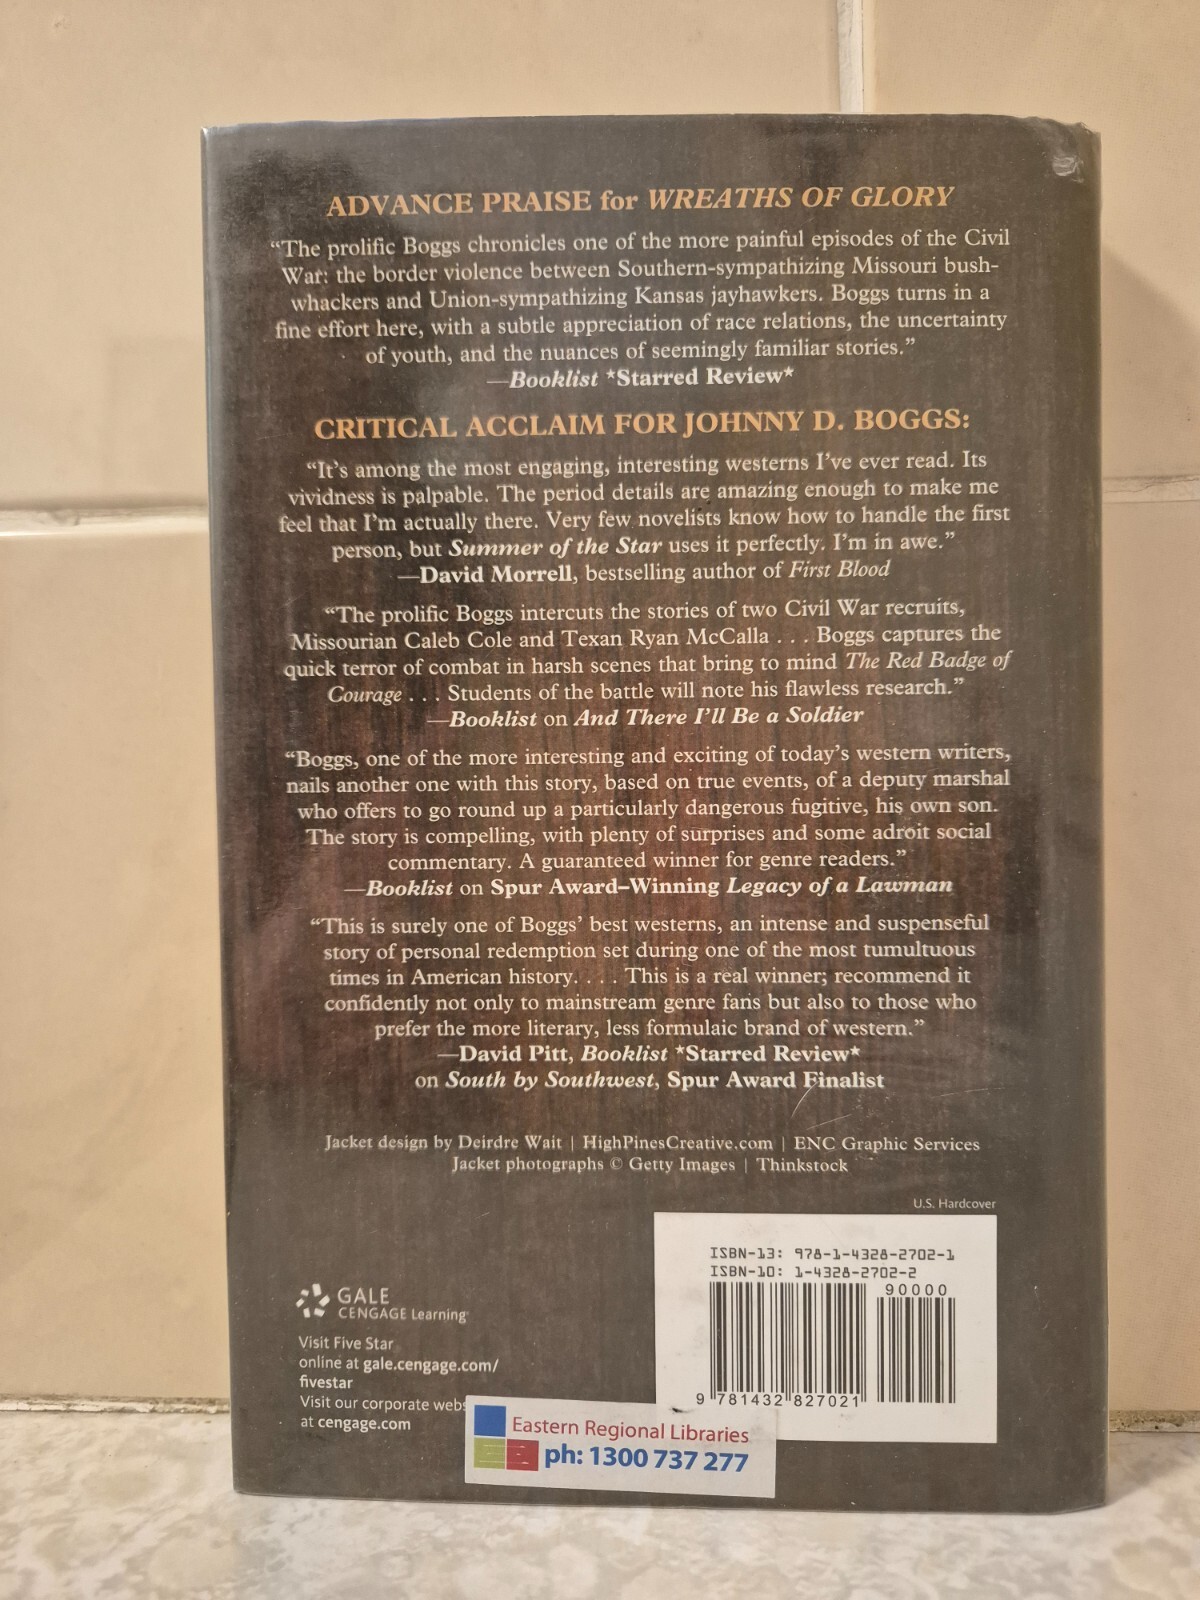 ADVANCE PRAISE for WREATHS OF GLORY
“The prolific Boggs chronicles one of the more painful episodes of the Civil
War: the border violence between Southern-sympathizing Missouri bush-
whackers and Union-sympathizing Kansas jayhawkers. Boggs turns in a
fine effort here, with a subtle appreciation of race relations, the uncertainty
of youth, and the nuances of seemingly familiar stories.”
—Booklist *Starred Review*
CRITICAL ACCLAIM FOR JOHNNY D. BOGGS:
“It’s among the most engaging, interesting westerns I’ve ever read. Its
vividness is palpable. The period details are amazing enough to make me
feel that I’m actually there. Very few novelists know how to handle the first
person, but Summer of the Star uses it perfectly. I’m in awe.”
—David Morrell, bestselling author of First Blood
“The prolific Boggs intercuts the stories of two Civil War recruits,
Missourian Caleb Cole and Texan Ryan McCalla . . . Boggs captures the
quick terror of combat in harsh scenes that bring to mind The Red Badge of
Courage . . . Students of the battle will note his flawless research.”
—Booklist on And There I’ll Be a Soldier
“Boggs, one of the more interesting and exciting of today’s western writers,
nails another one with this story, based on true events, of a deputy marshal
who offers to go round up a particularly dangerous fugitive, his own son.
The story is compelling, with plenty of surprises and some adroit social
commentary. A guaranteed winner for genre readers.”
—Booklist on Spur Award–Winning Legacy of a Lawman
“This is surely one of Boggs’ best westerns, an intense and suspenseful
story of personal redemption set during one of the most tumultuous
times in American history. . . . This is a real winner; recommend it
confidently not only to mainstream genre fans but also to those who
prefer the more literary, less formulaic brand of western.”
—David Pitt, Booklist *Starred Review*
on South by Southwest, Spur Award Finalist
Jacket design by Deirdre Wait | HighPinesCreative.com | ENC Graphic Services
Jacket photographs © Getty Images | Thinkstock
U.S. Hardcover
ISBN-13: 978-1-4328-2702-1
ISBN-10: 1-4328-2702-2
90000
9 781432 827021
GALE
CENGAGE Learning
Visit Five Star
online at gale.cengage.com/
fivestar
Visit our corporate
at cengage.com
Eastern Regional Libraries
ph: 1300 737 277